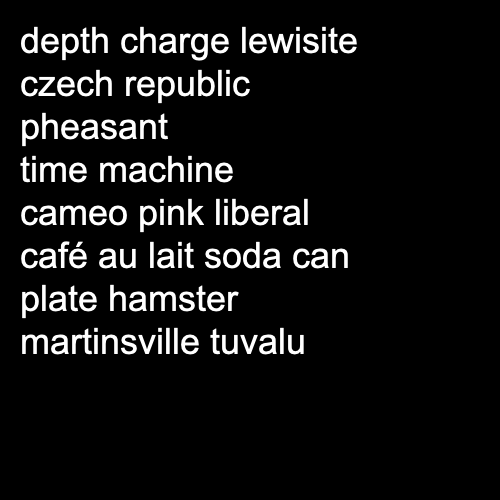 depth charge lewisite
czech republic
pheasant
time machine
cameo pink liberal
café au lait soda can
plate hamster
martinsville tuvalu